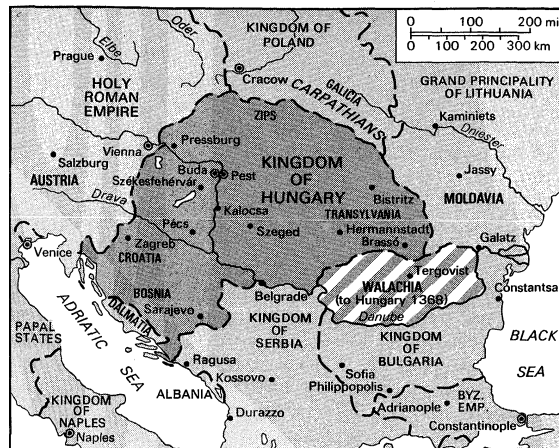 0 100 200 mi
0 100 200 300 km
Oder
Elbe
KINGDOM OF
POLAND
Prague
HOLY
ROMAN
EMPIRE
Cracow
GALICIA
CARPATHIANS
GRAND PRINCIPALITY
OF LITHUANIA
ZIPS
Kaminiets
Dniester
Pressburg
Vienna
Salzburg
Buda
Pest
KINGDOM
OF
HUNGARY
Jassy
AUSTRIA
Székesfehérvár
Bistritz
MOLDAVIA
Drava
Kalocsa
TRANSYLVANIA
Pécs
Szeged
Hermannstadt
Brassó
Galatz
Venice
Zagreb
CROATIA
Tergovist
WALACHIA
(to Hungary 1369)
Danube
Constantsa
BOSNIA
Belgrade
DALMATIA
Sarajevo
ADRIATIC
SEA
PAPAL
STATES
KINGDOM
OF
SERBIA
KINGDOM
OF
BULGARIA
BLACK
SEA
Ragusa
Kossovo
Sofia
Philippopolis
ALBANIA
KINGDOM
OF
NAPLES
Naples
Durazzo
Adrianople
BYZ.
EMP.
Constantinople